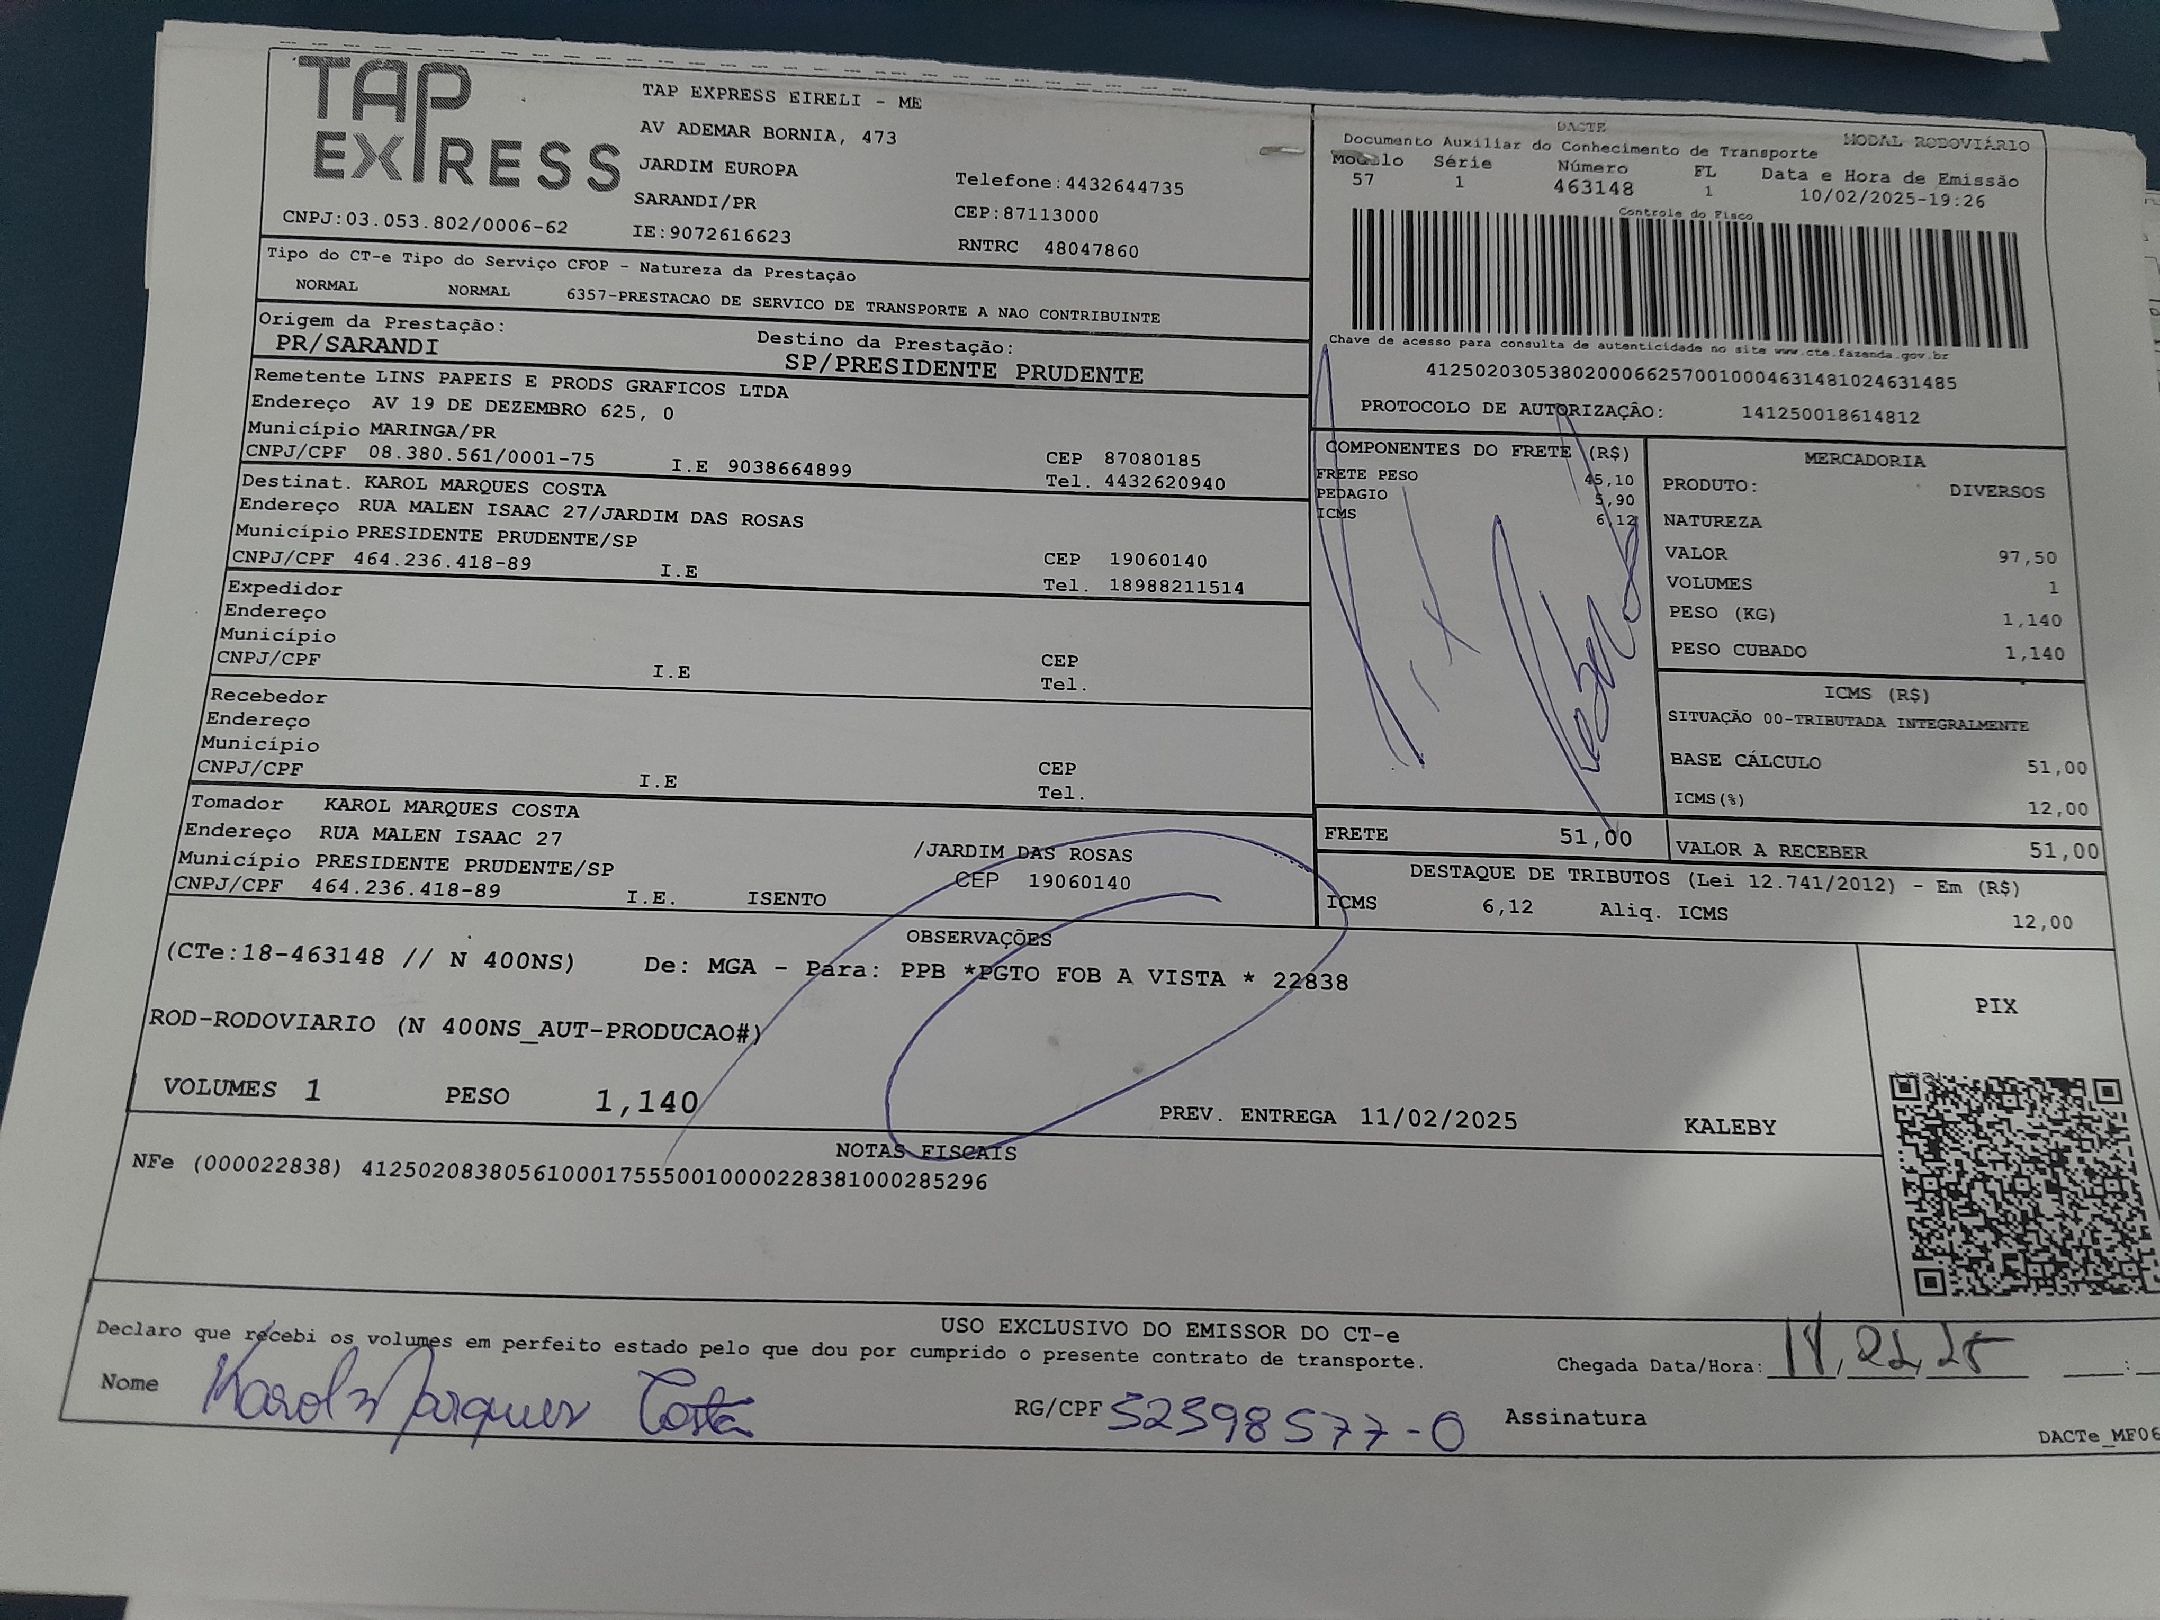 TAP EXPRESS
TAP EXPRESS EIRELI - ME
AV ADEMAR BORNIA, 473
JARDIM EUROPA
SARANDI/PR
Telefone:4432644735
CEP:87113000
CNPJ:03.053.802/0006-62
IE:9072616623
RNTRC 48047860
DACTE
MODAL RODOVIÁRIO
Documento Auxiliar do Conhecimento de Transporte
Modelo Série Número FL Data e Hora de Emissão
57 1 463148 1 10/02/2025-19:26
Controle do Fisco
Chave de acesso para consulta de autenticidade no site www.cte.fazenda.gov.br
41250203053802000662570010004631481024631485
PROTOCOLO DE AUTORIZAÇÃO: 141250018614812
Tipo do CT-e Tipo do Serviço CFOP - Natureza da Prestação
NORMAL NORMAL 6357-PRESTACAO DE SERVICO DE TRANSPORTE A NAO CONTRIBUINTE
Origem da Prestação: Destino da Prestação:
PR/SARANDI SP/PRESIDENTE PRUDENTE
Remetente LINS PAPEIS E PRODS GRAFICOS LTDA
Endereço AV 19 DE DEZEMBRO 625, 0
Município MARINGA/PR
CEP 87080185
CNPJ/CPF 08.380.561/0001-75 I.E 9038664899 Tel. 4432620940
Destinat. KAROL MARQUES COSTA
Endereço RUA MALEN ISAAC 27/JARDIM DAS ROSAS
Município PRESIDENTE PRUDENTE/SP
CEP 19060140
CNPJ/CPF 464.236.418-89 I.E Tel. 18988211514
Expedidor
Endereço
Município
CEP
CNPJ/CPF I.E Tel.
Recebedor
Endereço
Município
CEP
CNPJ/CPF I.E Tel.
Tomador KAROL MARQUES COSTA
Endereço RUA MALEN ISAAC 27 /JARDIM DAS ROSAS
Município PRESIDENTE PRUDENTE/SP CEP 19060140
CNPJ/CPF 464.236.418-89 I.E. ISENTO
COMPONENTES DO FRETE (R$)
FRETE PESO 45,10
PEDAGIO 5,90
ICMS 6,12
MERCADORIA
PRODUTO: DIVERSOS
NATUREZA
VALOR 97,50
VOLUMES 1
PESO (KG) 1,140
PESO CUBADO 1,140
ICMS (R$)
SITUAÇÃO 00-TRIBUTADA INTEGRALMENTE
BASE CÁLCULO 51,00
ICMS(%) 12,00
FRETE 51,00 VALOR A RECEBER 51,00
DESTAQUE DE TRIBUTOS (Lei 12.741/2012) - Em (R$)
ICMS 6,12 Aliq. ICMS 12,00
OBSERVAÇÕES
(CTe:18-463148 // N 400NS) De: MGA - Para: PPB *PGTO FOB A VISTA * 22838
ROD-RODOVIARIO (N 400NS_AUT-PRODUCAO#)
VOLUMES 1 PESO 1,140 PREV. ENTREGA 11/02/2025 KALEBY
PIX
NOTAS FISCAIS
NFe (000022838) 41250208380561000175550010000228381000285296
USO EXCLUSIVO DO EMISSOR DO CT-e
Declaro que recebi os volumes em perfeito estado pelo que dou por cumprido o presente contrato de transporte.
Chegada Data/Hora: :
Nome Karol Marques Costa RG/CPF 52398577-0 Assinatura
DACTe_MF06